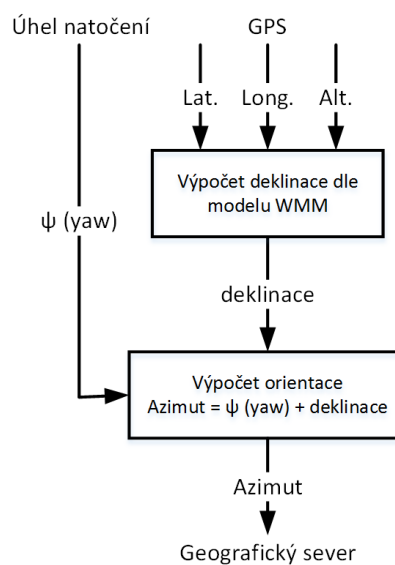 Úhel natočení
GPS
Lat.
Long.
Alt.
Výpočet deklinace dle
modelu WMM
ψ (yaw)
deklinace
Výpočet orientace
Azimut = ψ (yaw) + deklinace
Azimut
Geografický sever